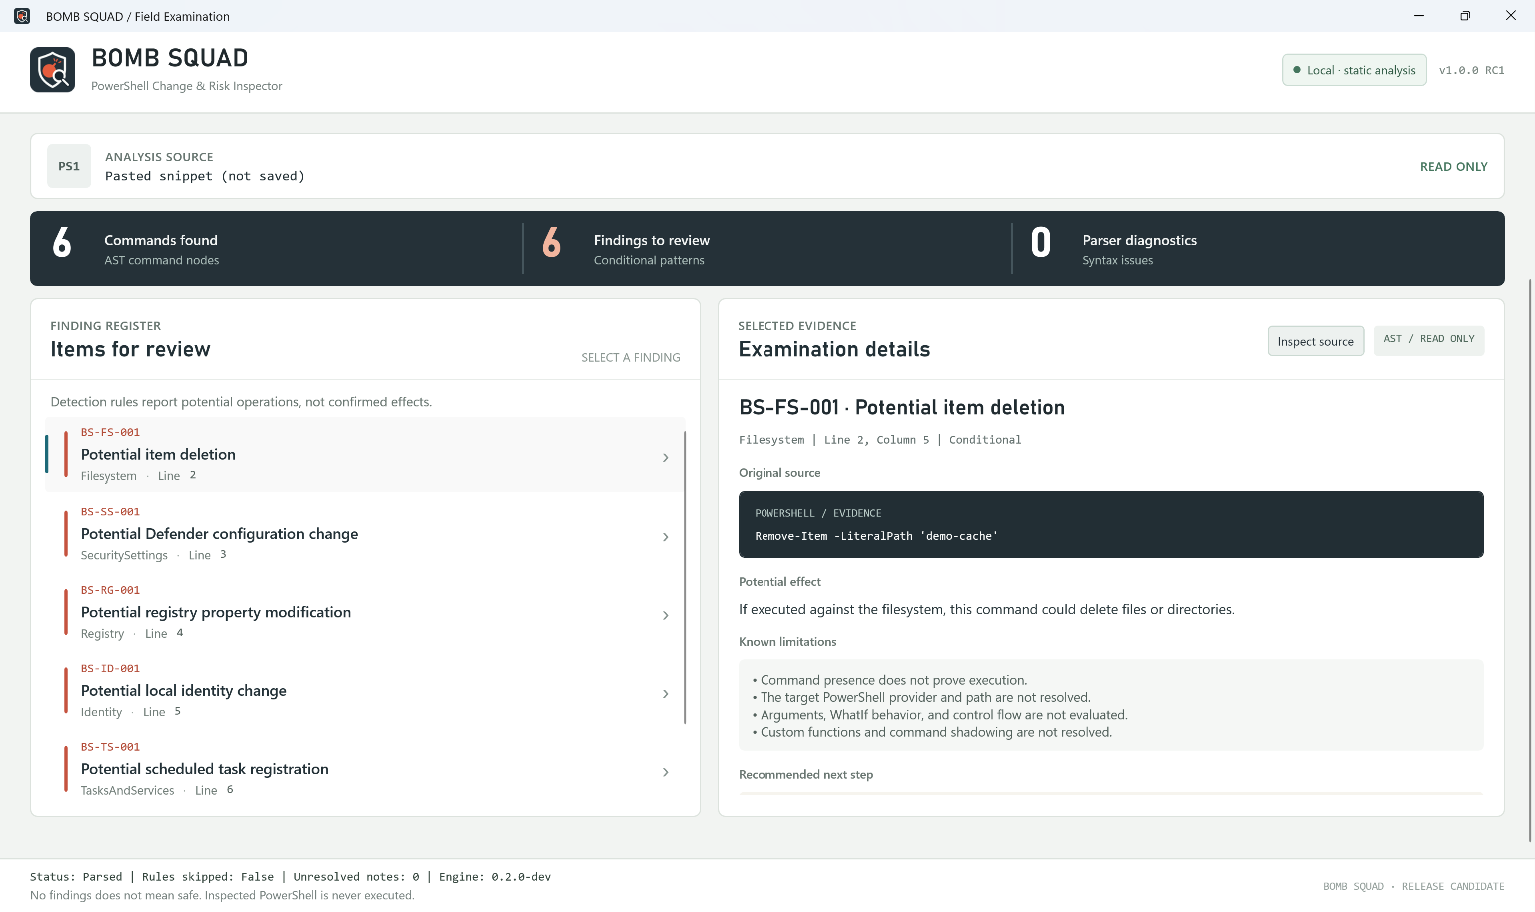 BOMB SQUAD / Field Examination
BOMB SQUAD
PowerShell Change & Risk Inspector
Local · static analysis
v1.0.0 RC1
PS1
ANALYSIS SOURCE
Pasted snippet (not saved)
READ ONLY
6
Commands found
AST command nodes
6
Findings to review
Conditional patterns
0
Parser diagnostics
Syntax issues
FINDING REGISTER
Items for review
SELECT A FINDING
Detection rules report potential operations, not confirmed effects.
BS-FS-001
Potential item deletion
Filesystem · Line 2
BS-SS-001
Potential Defender configuration change
SecuritySettings · Line 3
BS-RG-001
Potential registry property modification
Registry · Line 4
BS-ID-001
Potential local identity change
Identity · Line 5
BS-TS-001
Potential scheduled task registration
TasksAndServices · Line 6
SELECTED EVIDENCE
Examination details
Inspect source
AST / READ ONLY
BS-FS-001 · Potential item deletion
Filesystem | Line 2, Column 5 | Conditional
Original source
POWERSHELL / EVIDENCE
Remove-Item -LiteralPath 'demo-cache'
Potential effect
If executed against the filesystem, this command could delete files or directories.
Known limitations
• Command presence does not prove execution.
• The target PowerShell provider and path are not resolved.
• Arguments, WhatIf behavior, and control flow are not evaluated.
• Custom functions and command shadowing are not resolved.
Recommended next step
Status: Parsed | Rules skipped: False | Unresolved notes: 0 | Engine: 0.2.0-dev
No findings does not mean safe. Inspected PowerShell is never executed.
BOMB SQUAD · RELEASE CANDIDATE